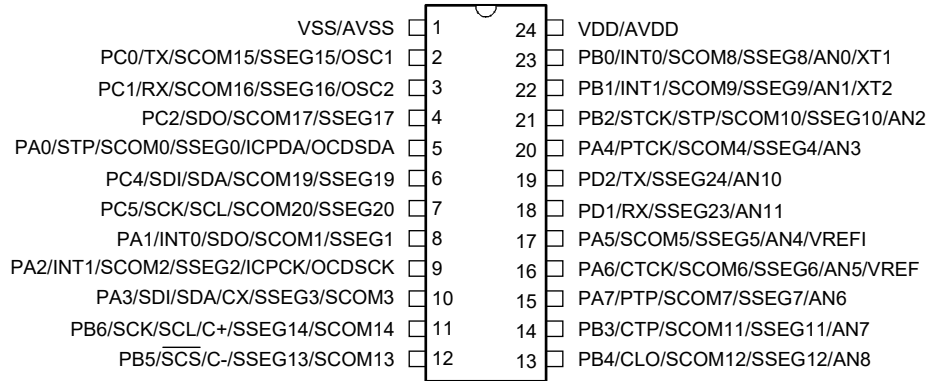 VSS/AVSS 1 24 VDD/AVDD
PC0/TX/SCOM15/SSEG15/OSC1 2 23 PB0/INT0/SCOM8/SSEG8/AN0/XT1
PC1/RX/SCOM16/SSEG16/OSC2 3 22 PB1/INT1/SCOM9/SSEG9/AN1/XT2
PC2/SDO/SCOM17/SSEG17 4 21 PB2/STCK/STP/SCOM10/SSEG10/AN2
PA0/STP/SCOM0/SSEG0/ICPDA/OCDSDA 5 20 PA4/PTCK/SCOM4/SSEG4/AN3
PC4/SDI/SDA/SCOM19/SSEG19 6 19 PD2/TX/SSEG24/AN10
PC5/SCK/SCL/SCOM20/SSEG20 7 18 PD1/RX/SSEG23/AN11
PA1/INT0/SDO/SCOM1/SSEG1 8 17 PA5/SCOM5/SSEG5/AN4/VREFI
PA2/INT1/SCOM2/SSEG2/ICPCK/OCDSCK 9 16 PA6/CTCK/SCOM6/SSEG6/AN5/VREF
PA3/SDI/SDA/CX/SSEG3/SCOM3 10 15 PA7/PTP/SCOM7/SSEG7/AN6
PB6/SCK/SCL/C+/SSEG14/SCOM14 11 14 PB3/CTP/SCOM11/SSEG11/AN7
PB5/SCS/C-/SSEG13/SCOM13 12 13 PB4/CLO/SCOM12/SSEG12/AN8